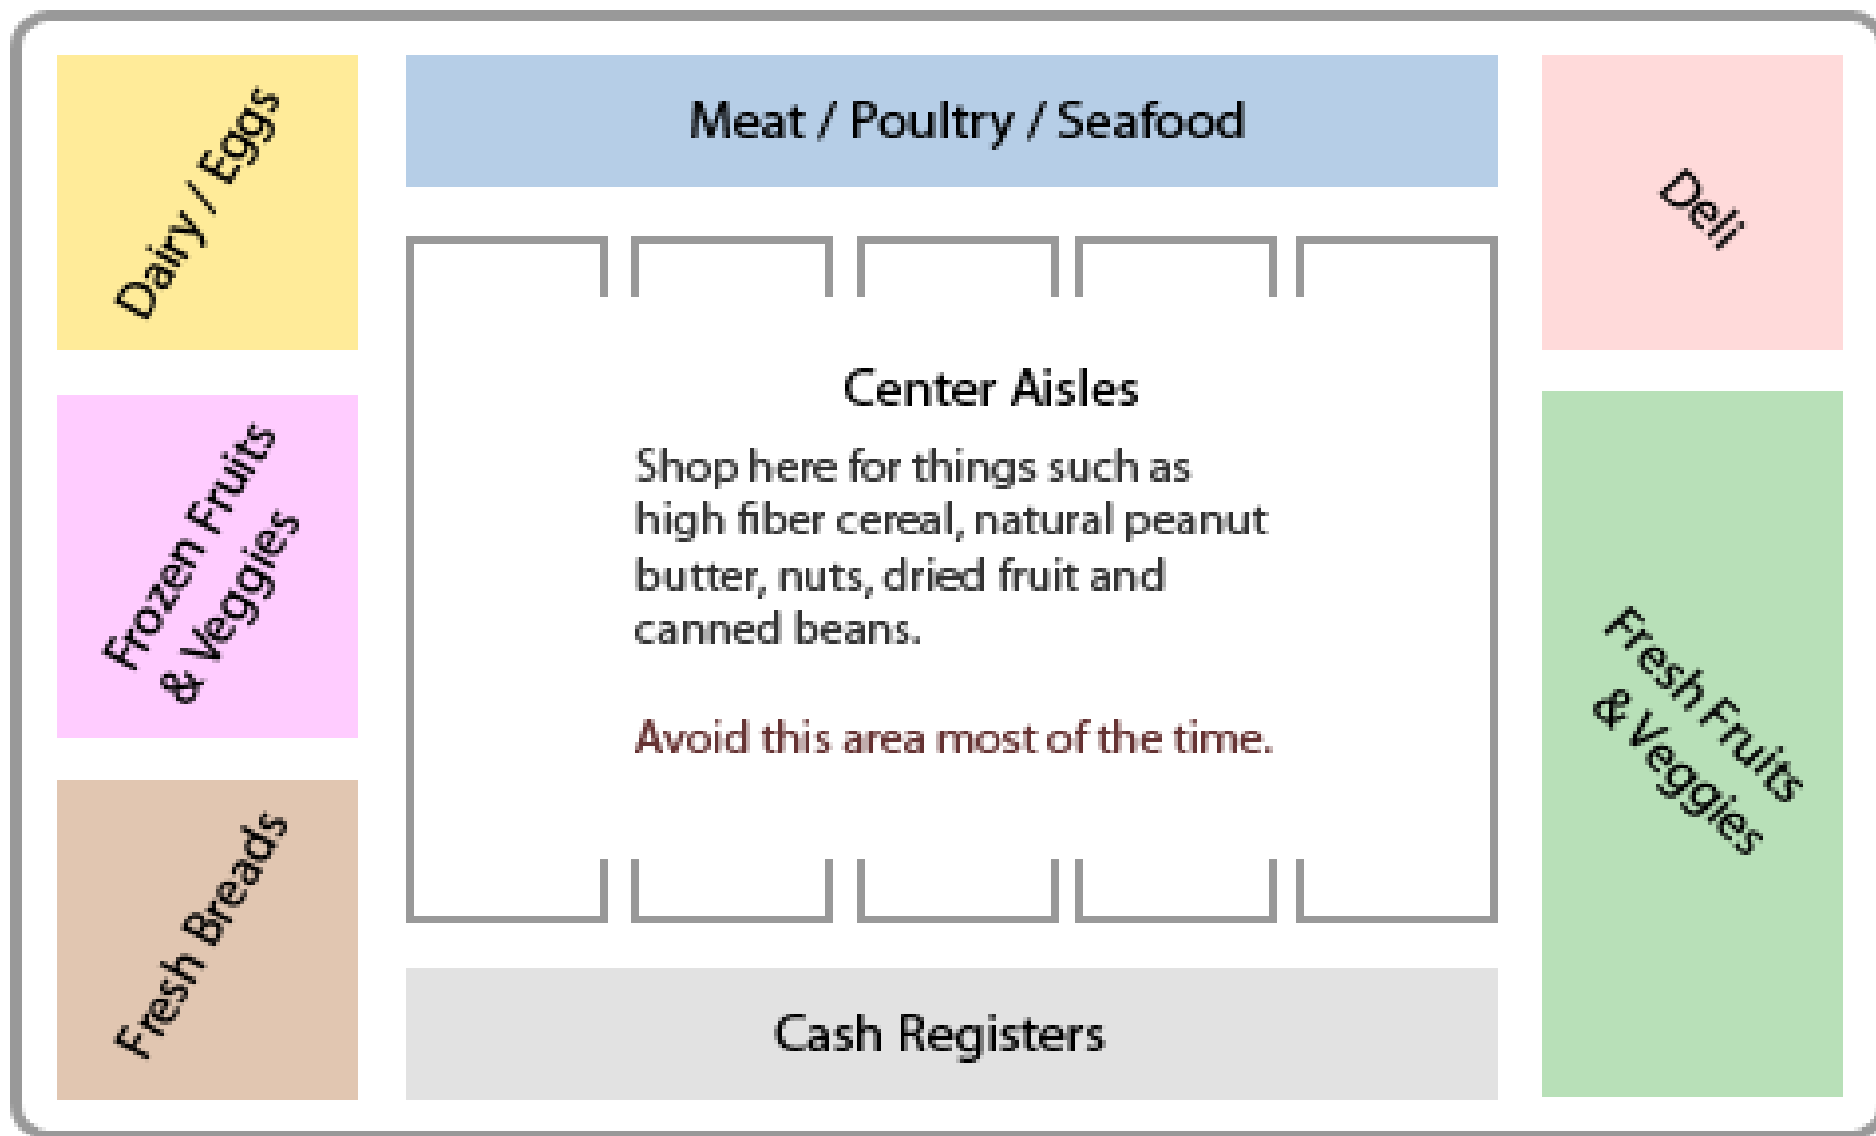 Dairy / Eggs
Meat / Poultry / Seafood
Deli
Frozen Fruits
& Veggies
Center Aisles
Shop here for things such as
high fiber cereal, natural peanut
butter, nuts, dried fruit and
canned beans.
Avoid this area most of the time.
Fresh Fruits
& Veggies
Fresh Breads
Cash Registers